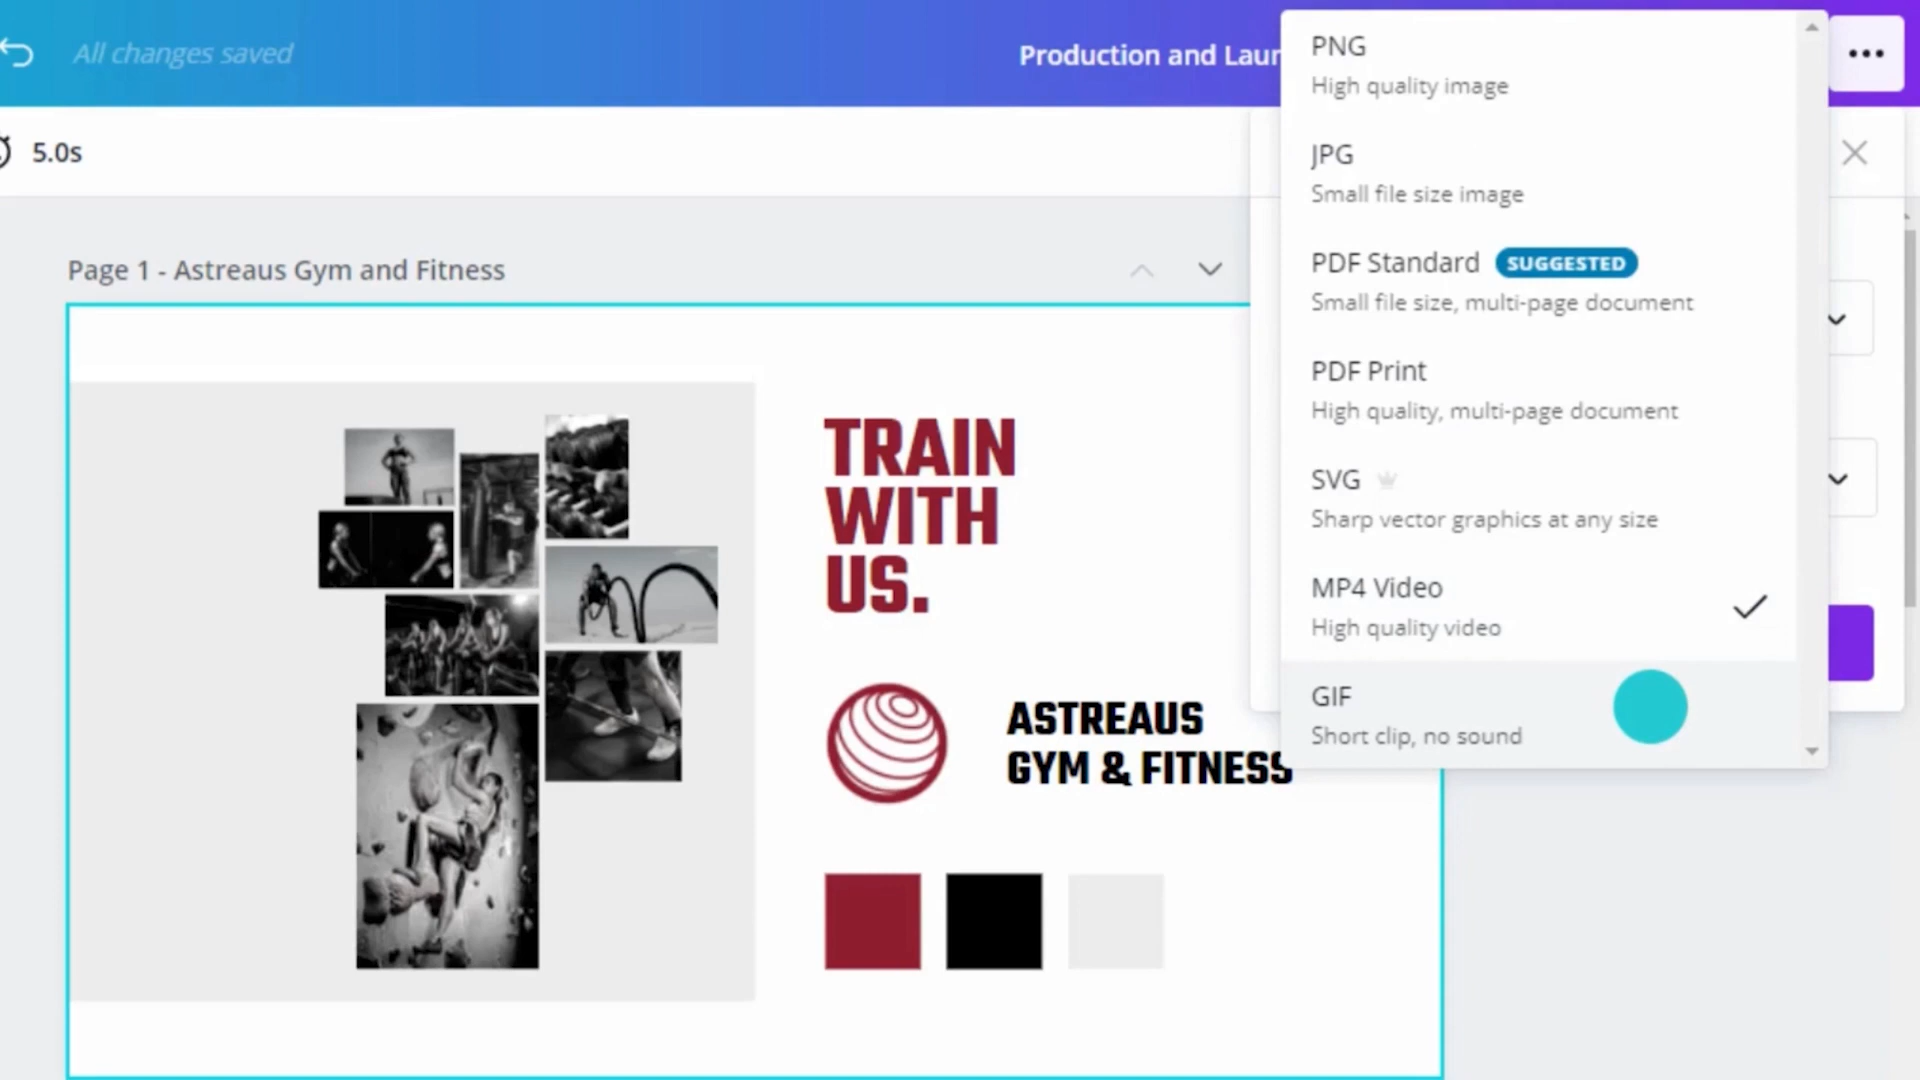 All changes saved
Production and Laun
5.0s
Page 1 - Astreaus Gym and Fitness
TRAIN
WITH
US.
ASTREAUS
GYM & FITNESS
PNG
High quality image
JPG
Small file size image
PDF Standard SUGGESTED
Small file size, multi-page document
PDF Print
High quality, multi-page document
SVG
Sharp vector graphics at any size
MP4 Video
High quality video
GIF
Short clip, no sound